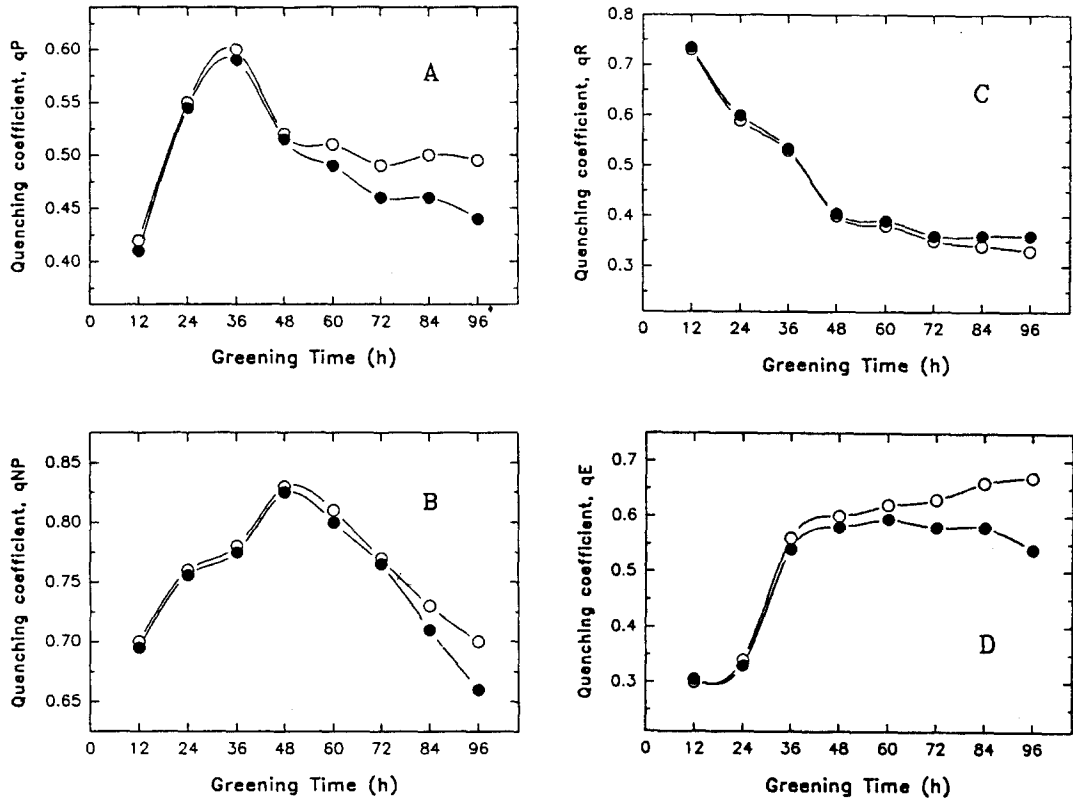 Quenching coefficient, qP
0.60
0.55
0.50
0.45
0.40
A
0 12 24 36 48 60 72 84 96
Greening Time (h)
Quenching coefficient, qR
0.8
0.7
0.6
0.5
0.4
0.3
C
0 12 24 36 48 60 72 84 96
Greening Time (h)
Quenching coefficient, qNP
0.85
0.80
0.75
0.70
0.65
B
0 12 24 36 48 60 72 84 96
Greening Time (h)
Quenching coefficient, qE
0.7
0.6
0.5
0.4
0.3
D
0 12 24 36 48 60 72 84 96
Greening Time (h)